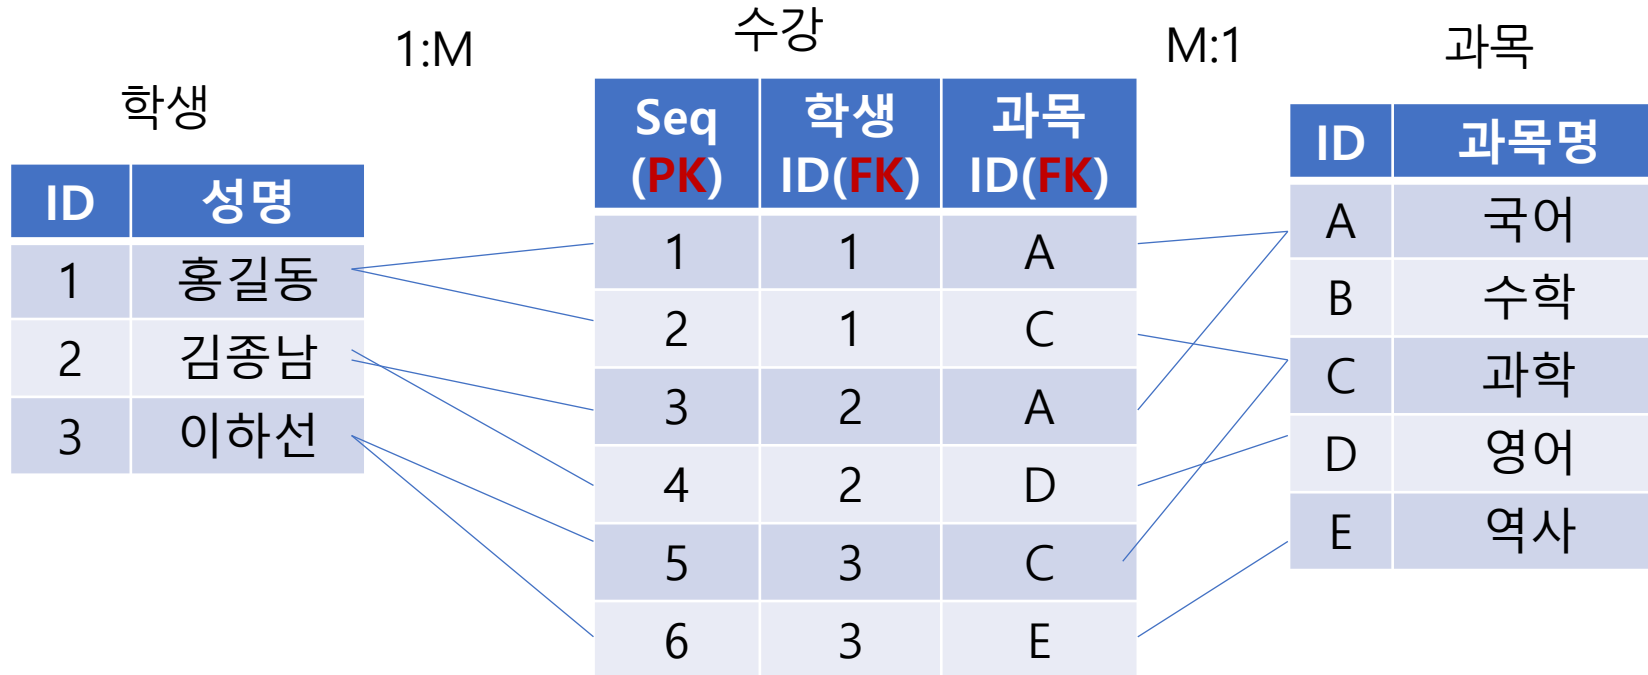 학생
ID 성명
1 홍길동
2 김종남
3 이하선
1:M
수강
Seq 학생 과목
(PK) ID(FK) ID(FK)
1 1 A
2 1 C
3 2 A
4 2 D
5 3 C
6 3 E
M:1
과목
ID 과목명
A 국어
B 수학
C 과학
D 영어
E 역사